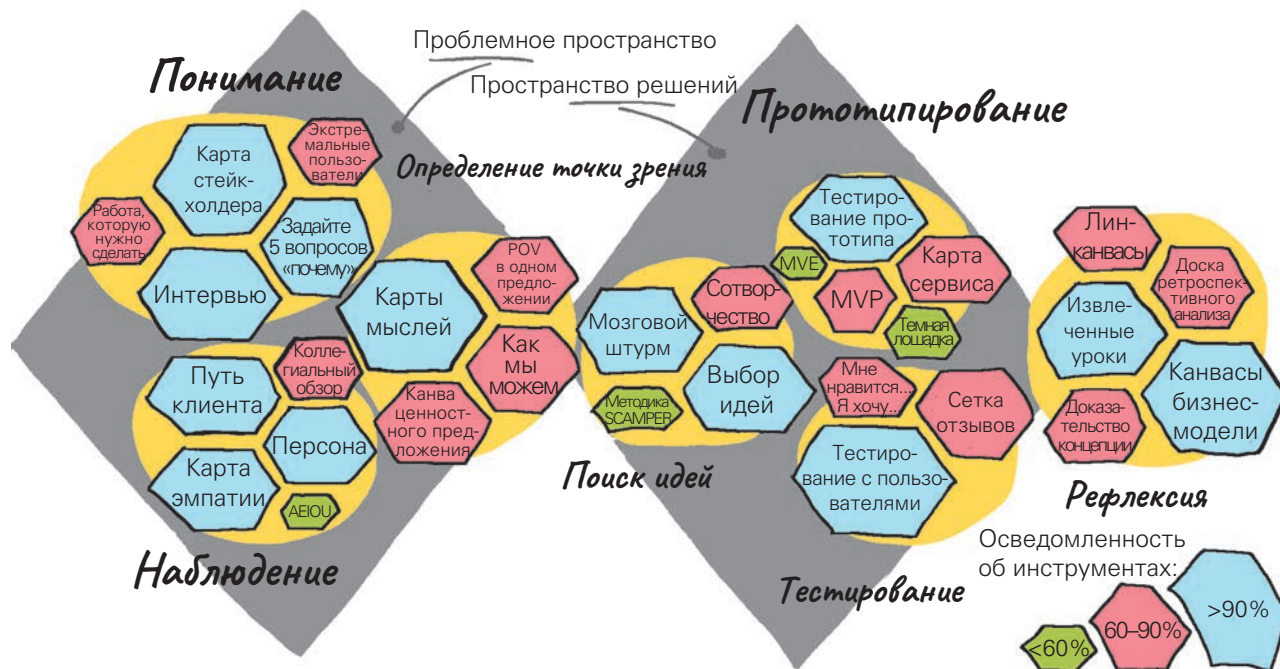 Проблемное пространство
Пространство решений
Понимание
Экстре-
мальные
пользо-
ватели
Карта
стейк-
холдера
Работа,
которую
нужно
сделать
Задайте
5 вопросов
«почему»
Интервью
Определение точки зрения
POV
в одном
предло-
жении
Карты
мыслей
Как
мы
можем
Канва
ценност-
ного пред-
ложения
Колле-
гиальный
обзор
Путь
клиента
Персона
Карта
эмпатии
AEIOU
Наблюдение
Мозговой
штурм
Сотвор-
чество
Выбор
идей
Методика
SCAMPER
Поиск идей
Прототипирование
Тестиро-
вание про-
тотипа
MVE
MVP
Карта
сервиса
Темная
лошадка
Мне
нравится...
Я хочу...
Сетка
отзывов
Тестиро-
вание с пользо-
вателями
Тестирование
Лин-
канвасы
Доска
ретроспек-
тивного
анализа
Извле-
ченные
уроки
Канвасы
бизнес-
модели
Доказа-
тельство
концепции
Рефлексия
Осведомленность
об инструментах:
<60%
60–90%
>90%